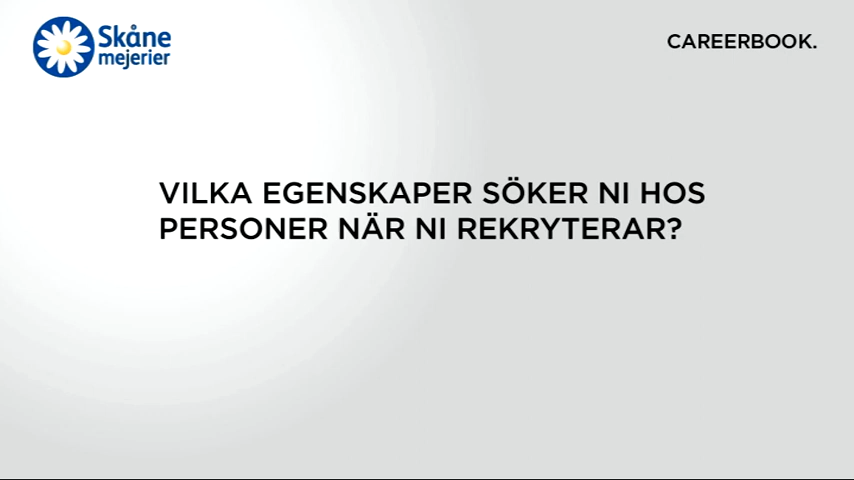 Skåne
mejerier
CAREERBOOK.
VILKA EGENSKAPER SÖKER NI HOS
PERSONER NÄR NI REKRYTERAR?